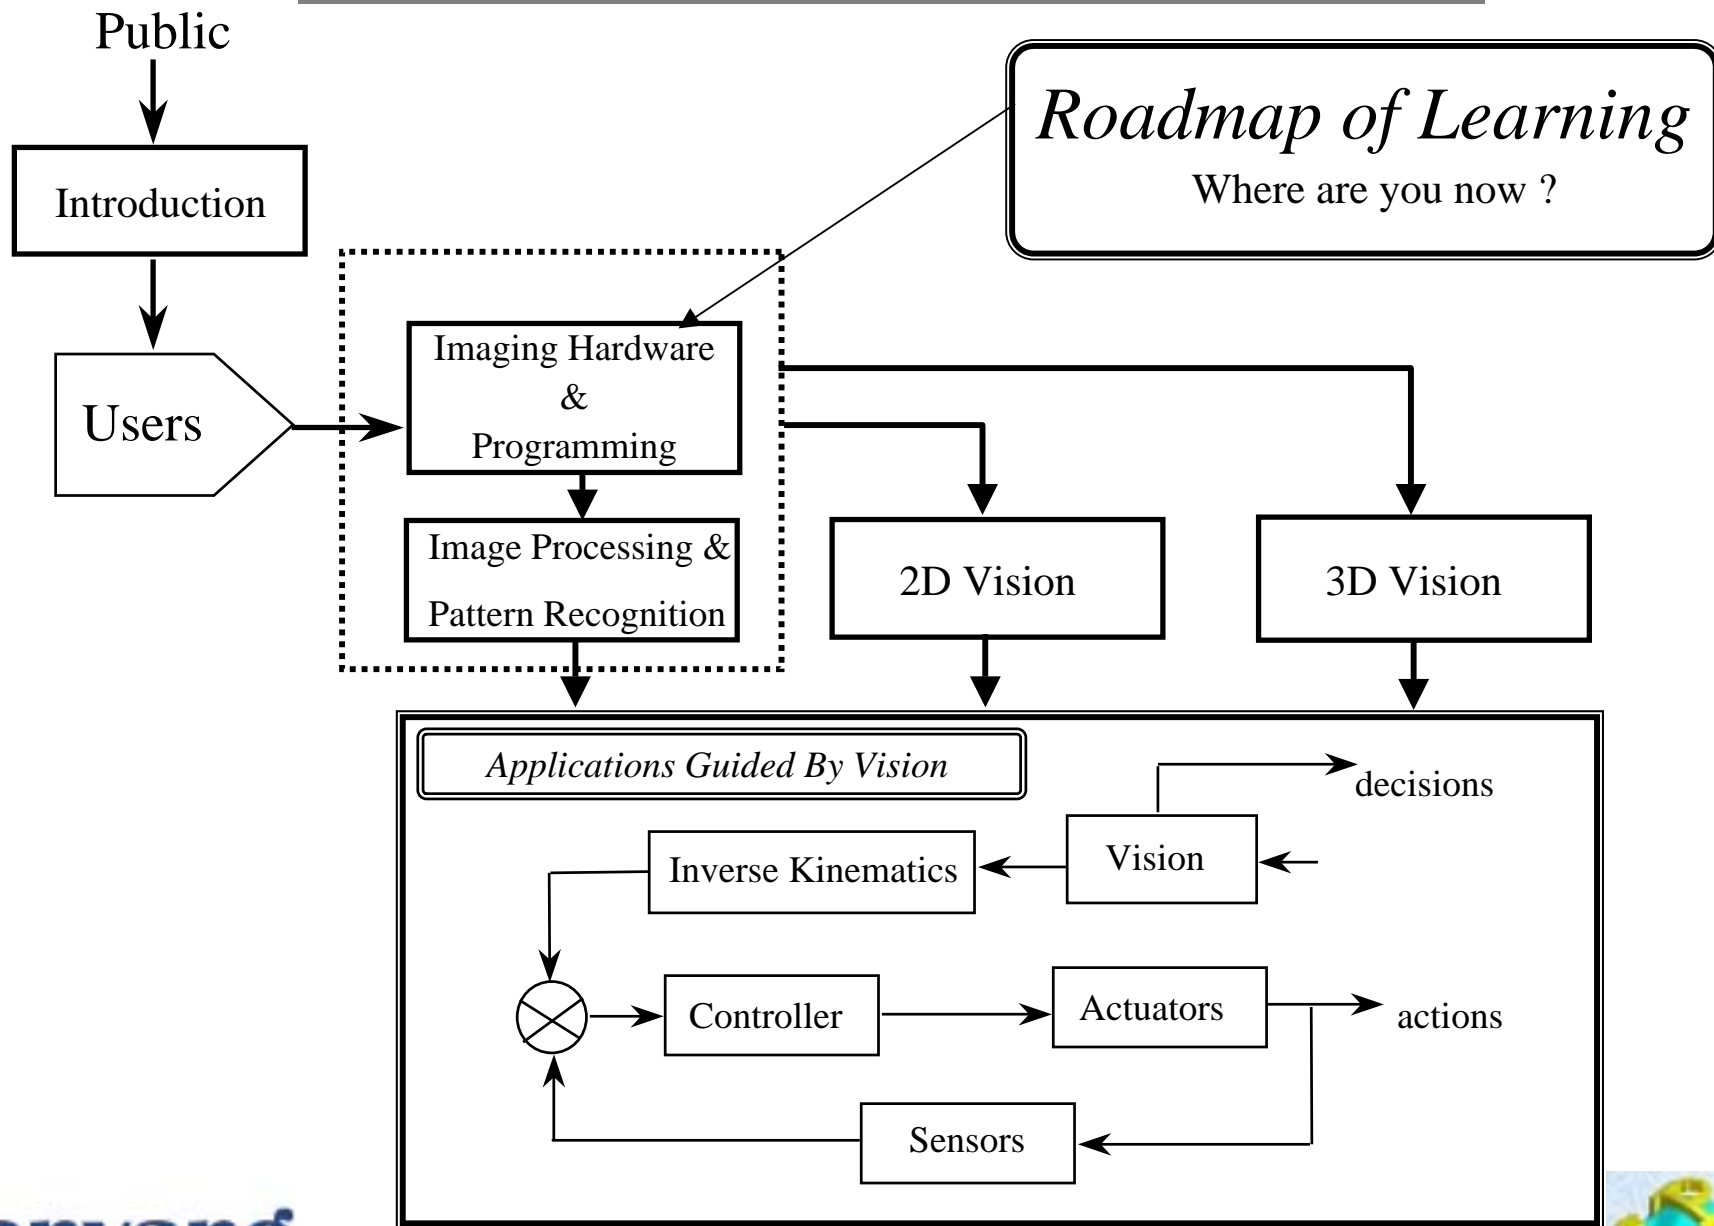 Public
Roadmap of Learning
Where are you now ?
Introduction
Users
Imaging Hardware
&
Programming
Image Processing &
Pattern Recognition
2D Vision
3D Vision
Applications Guided By Vision
decisions
Vision
Inverse Kinematics
Controller
Actuators
actions
Sensors